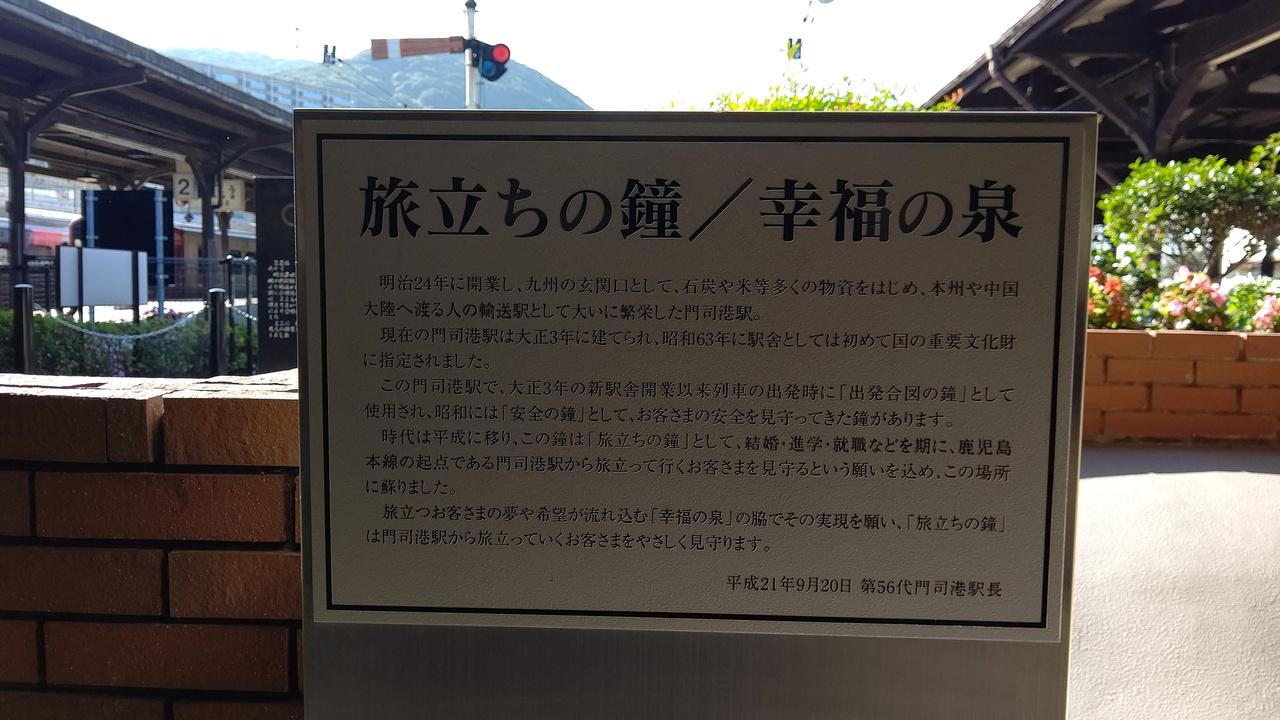 2
旅立ちの鐘／幸福の泉
明治24年に開業し、九州の玄関口として、石炭や米等多くの物資をはじめ、本州や中国
大陸へ渡る人の輸送駅として大いに繁栄した門司港駅。
現在の門司港駅は大正3年に建てられ、昭和63年に駅舎としては初めて国の重要文化財
に指定されました。
この門司港駅で、大正3年の新駅舎開業以来列車の出発時に「出発合図の鐘」として
使用され、昭和には「安全の鐘」として、お客さまの安全を見守ってきた鐘があります。
時代は平成に移り、この鐘は「旅立ちの鐘」として、結婚・進学・就職などを期に、鹿児島
本線の起点である門司港駅から旅立って行くお客さまを見守るという願いを込め、この場所
に蘇りました。
旅立つお客さまの夢や希望が流れ込む「幸福の泉」の脇でその実現を願い、「旅立ちの鐘」
は門司港駅から旅立っていくお客さまをやさしく見守ります。
平成21年9月20日 第56代門司港駅長